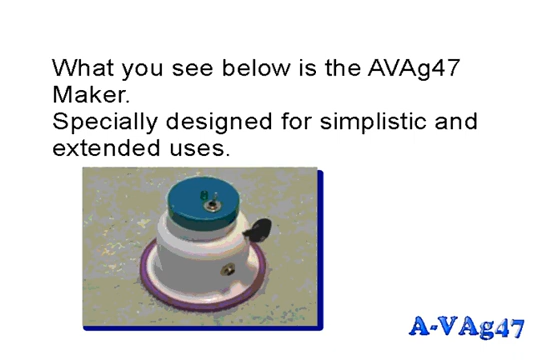 What you see below is the AVAg47
Maker.
Specially designed for simplistic and
extended uses.
A-VAg47